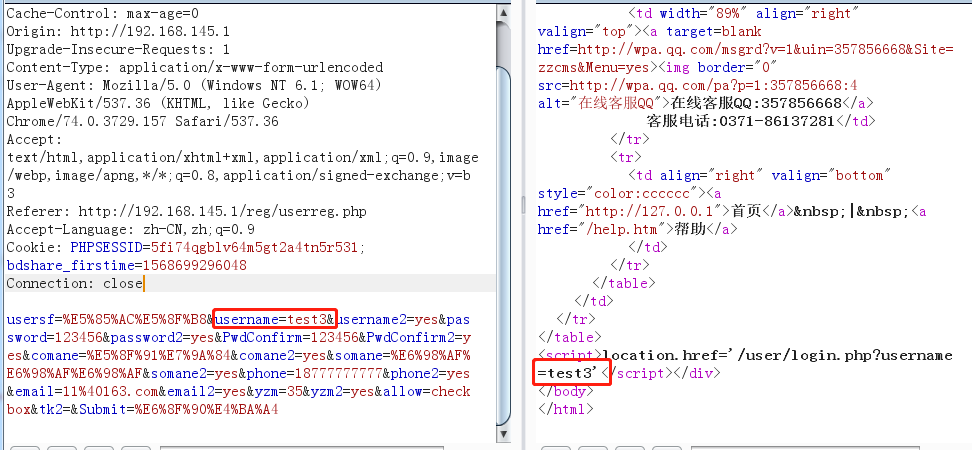 Cache-Control: max-age=0
Origin: http://192.168.145.1
Upgrade-Insecure-Requests: 1
Content-Type: application/x-www-form-urlencoded
User-Agent: Mozilla/5.0 (Windows NT 6.1; WOW64)
AppleWebKit/537.36 (KHTML, like Gecko)
Chrome/74.0.3729.157 Safari/537.36
Accept:
text/html,application/xhtml+xml,application/xml;q=0.9,image
/webp,image/apng,*/*;q=0.8,application/signed-exchange;v=b
3
Referer: http://192.168.145.1/reg/userreg.php
Accept-Language: zh-CN,zh;q=0.9
Cookie: PHPSESSID=5fi74qgblv64m5gt2a4tn5r531;
bdshare_firstime=1568699296048
Connection: close
usersf=%E5%85%AC%E5%8F%B8&username=test3&username2=yes&pas
sword=123456&password2=yes&PwdConfirm=123456&PwdConfirm2=y
es&comane=%E5%8F%91%E7%9A%84&comane2=yes&somane=%E6%98%AF%
E6%98%AF%E6%98%AF&somane2=yes&phone=18777777777&phone2=yes
&email=11%40163.com&email2=yes&yzm=35&yzm2=yes&allow=check
box&tk2=&Submit=%E6%8F%90%E4%BA%A4
<td width="89%" align="right"
valign="top"><a target=blank
href=http://wpa.qq.com/msgrd?v=1&uin=357856668&Site=
zzcms&Menu=yes><img border="0"
src=http://wpa.qq.com/pa?p=1:357856668:4
alt="在线客服QQ">在线客服QQ:357856668</a>
客服电话:0371-86137281</td>
</tr>
<tr>
<td align="right" valign="bottom"
style="color:cccccc"><a
href="http://127.0.0.1">首页</a>&nbsp;|&nbsp;<a
href="/help.htm">帮助</a>
</td>
</tr>
</table>
</td>
</tr>
</table>
<script>location.href='/user/login.php?username
=test3'</script></div>
</body>
</html>